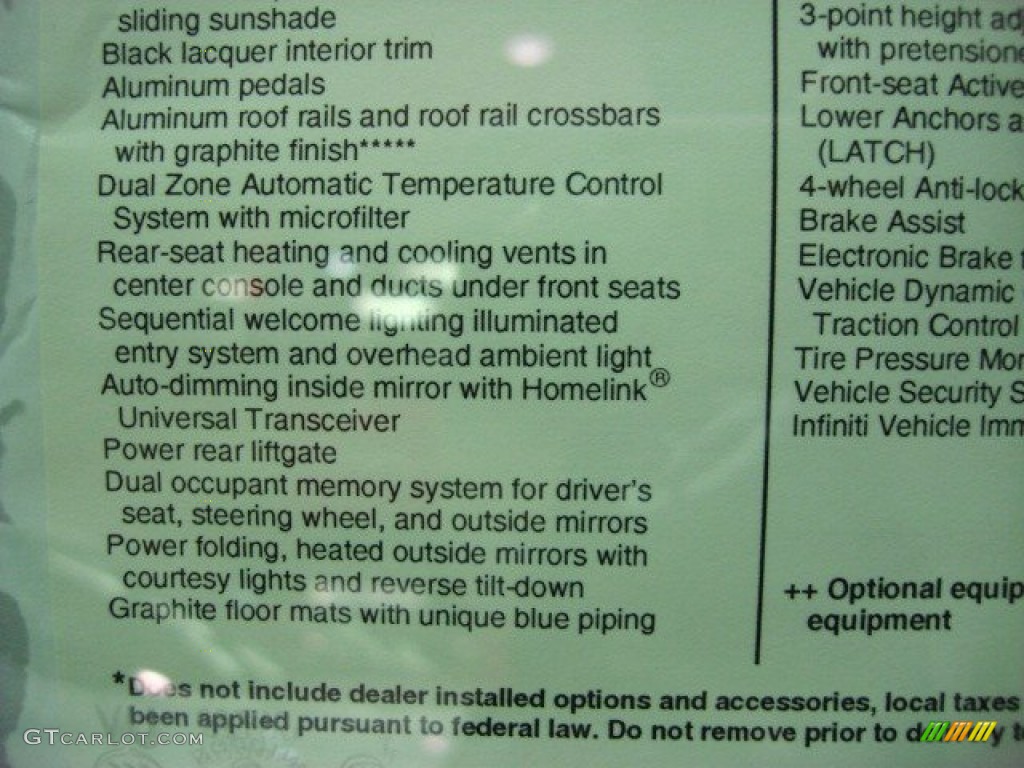 sliding sunshade
Black lacquer interior trim
Aluminum pedals
Aluminum roof rails and roof rail crossbars
with graphite finish*****
Dual Zone Automatic Temperature Control
System with microfilter
Rear-seat heating and cooling vents in
center console and ducts under front seats
Sequential welcome lighting illuminated
entry system and overhead ambient light
Auto-dimming inside mirror with Homelink®
Universal Transceiver
Power rear liftgate
Dual occupant memory system for driver's
seat, steering wheel, and outside mirrors
Power folding, heated outside mirrors with
courtesy lights and reverse tilt-down
Graphite floor mats with unique blue piping
3-point height ad
with pretensione
Front-seat Active
Lower Anchors a
(LATCH)
4-wheel Anti-lock
Brake Assist
Electronic Brake f
Vehicle Dynamic
Traction Control
Tire Pressure Mon
Vehicle Security S
Infiniti Vehicle Imm
++ Optional equip
equipment
*Does not include dealer installed options and accessories, local taxes
been applied pursuant to federal law. Do not remove prior to
GTCARLOT.COM